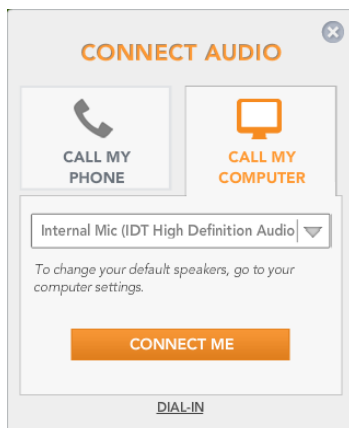 CONNECT AUDIO
CALL MY
PHONE
CALL MY
COMPUTER
Internal Mic (IDT High Definition Audio
To change your default speakers, go to your
computer settings.
CONNECT ME
DIAL-IN